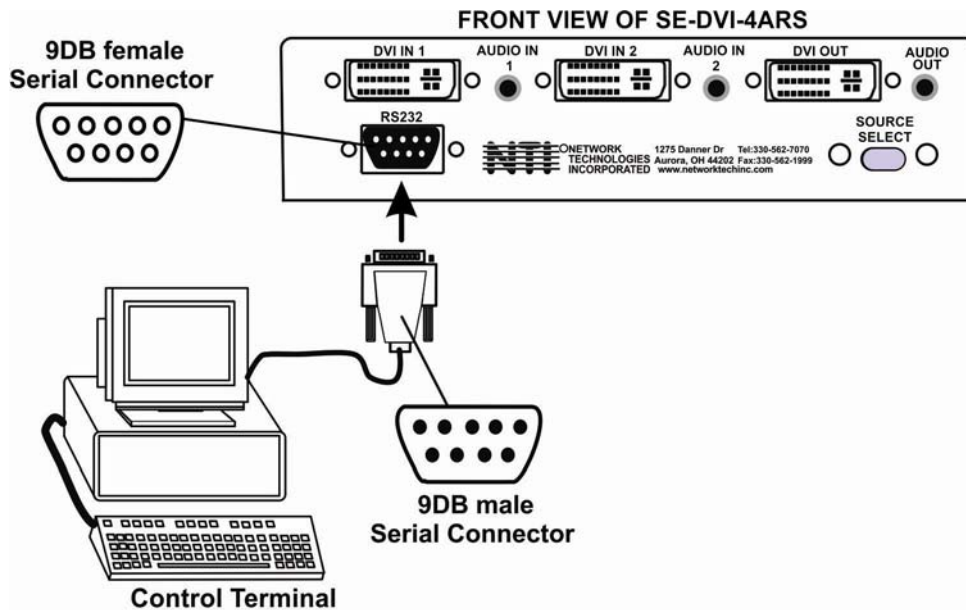 FRONT VIEW OF SE-DVI-4ARS
9DB female
Serial Connector
DVI IN 1
AUDIO IN
1
DVI IN 2
AUDIO IN
2
DVI OUT
AUDIO
OUT
RS232
NTI
NETWORK
TECHNOLOGIES
INCORPORATED
1275 Danner Dr Tel:330-562-7070
Aurora, OH 44202 Fax:330-562-1999
www.networktechinc.com
SOURCE
SELECT
9DB male
Serial Connector
Control Terminal